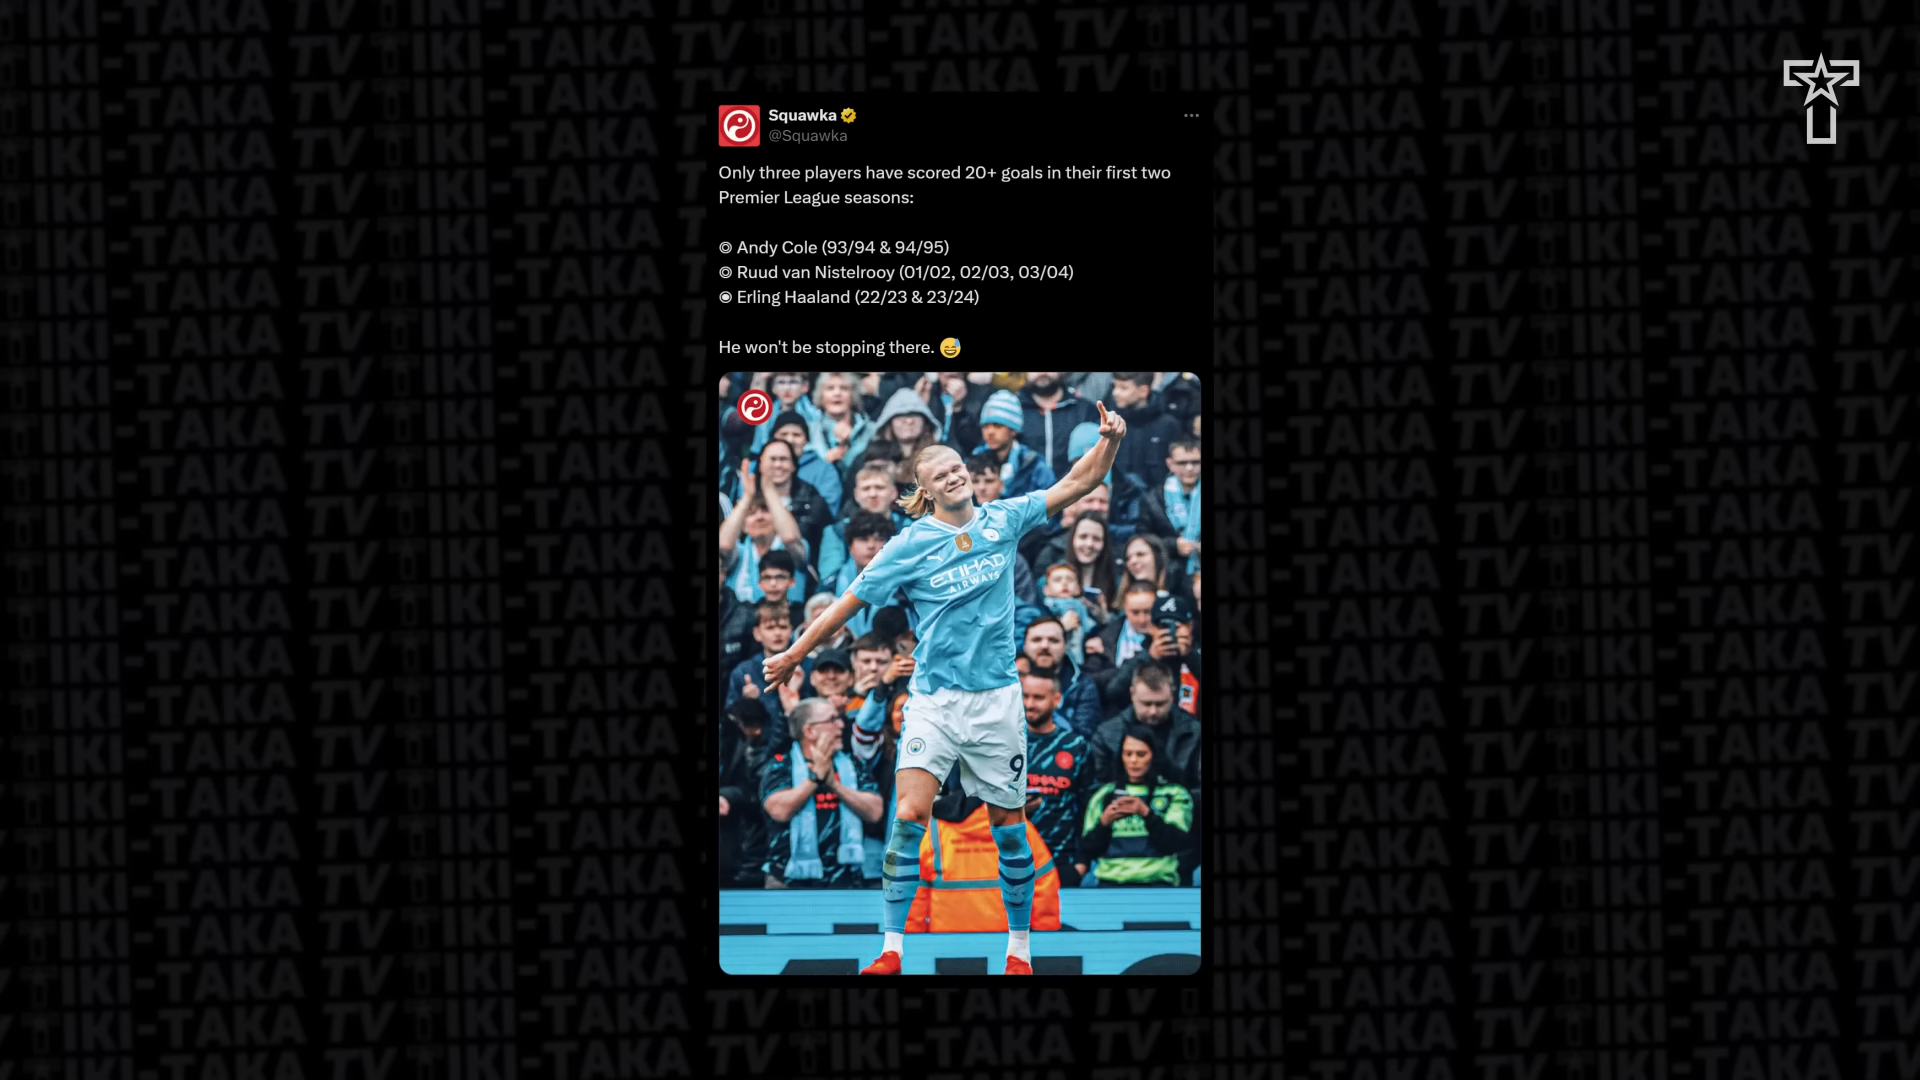 Squawka
@Squawka
Only three players have scored 20+ goals in their first two
Premier League seasons:
◎ Andy Cole (93/94 & 94/95)
◎ Ruud van Nistelrooy (01/02, 02/03, 03/04)
◉ Erling Haaland (22/23 & 23/24)
He won't be stopping there. 😅
ETIHAD
AIRWAYS
9
TIKI-TAKA TV